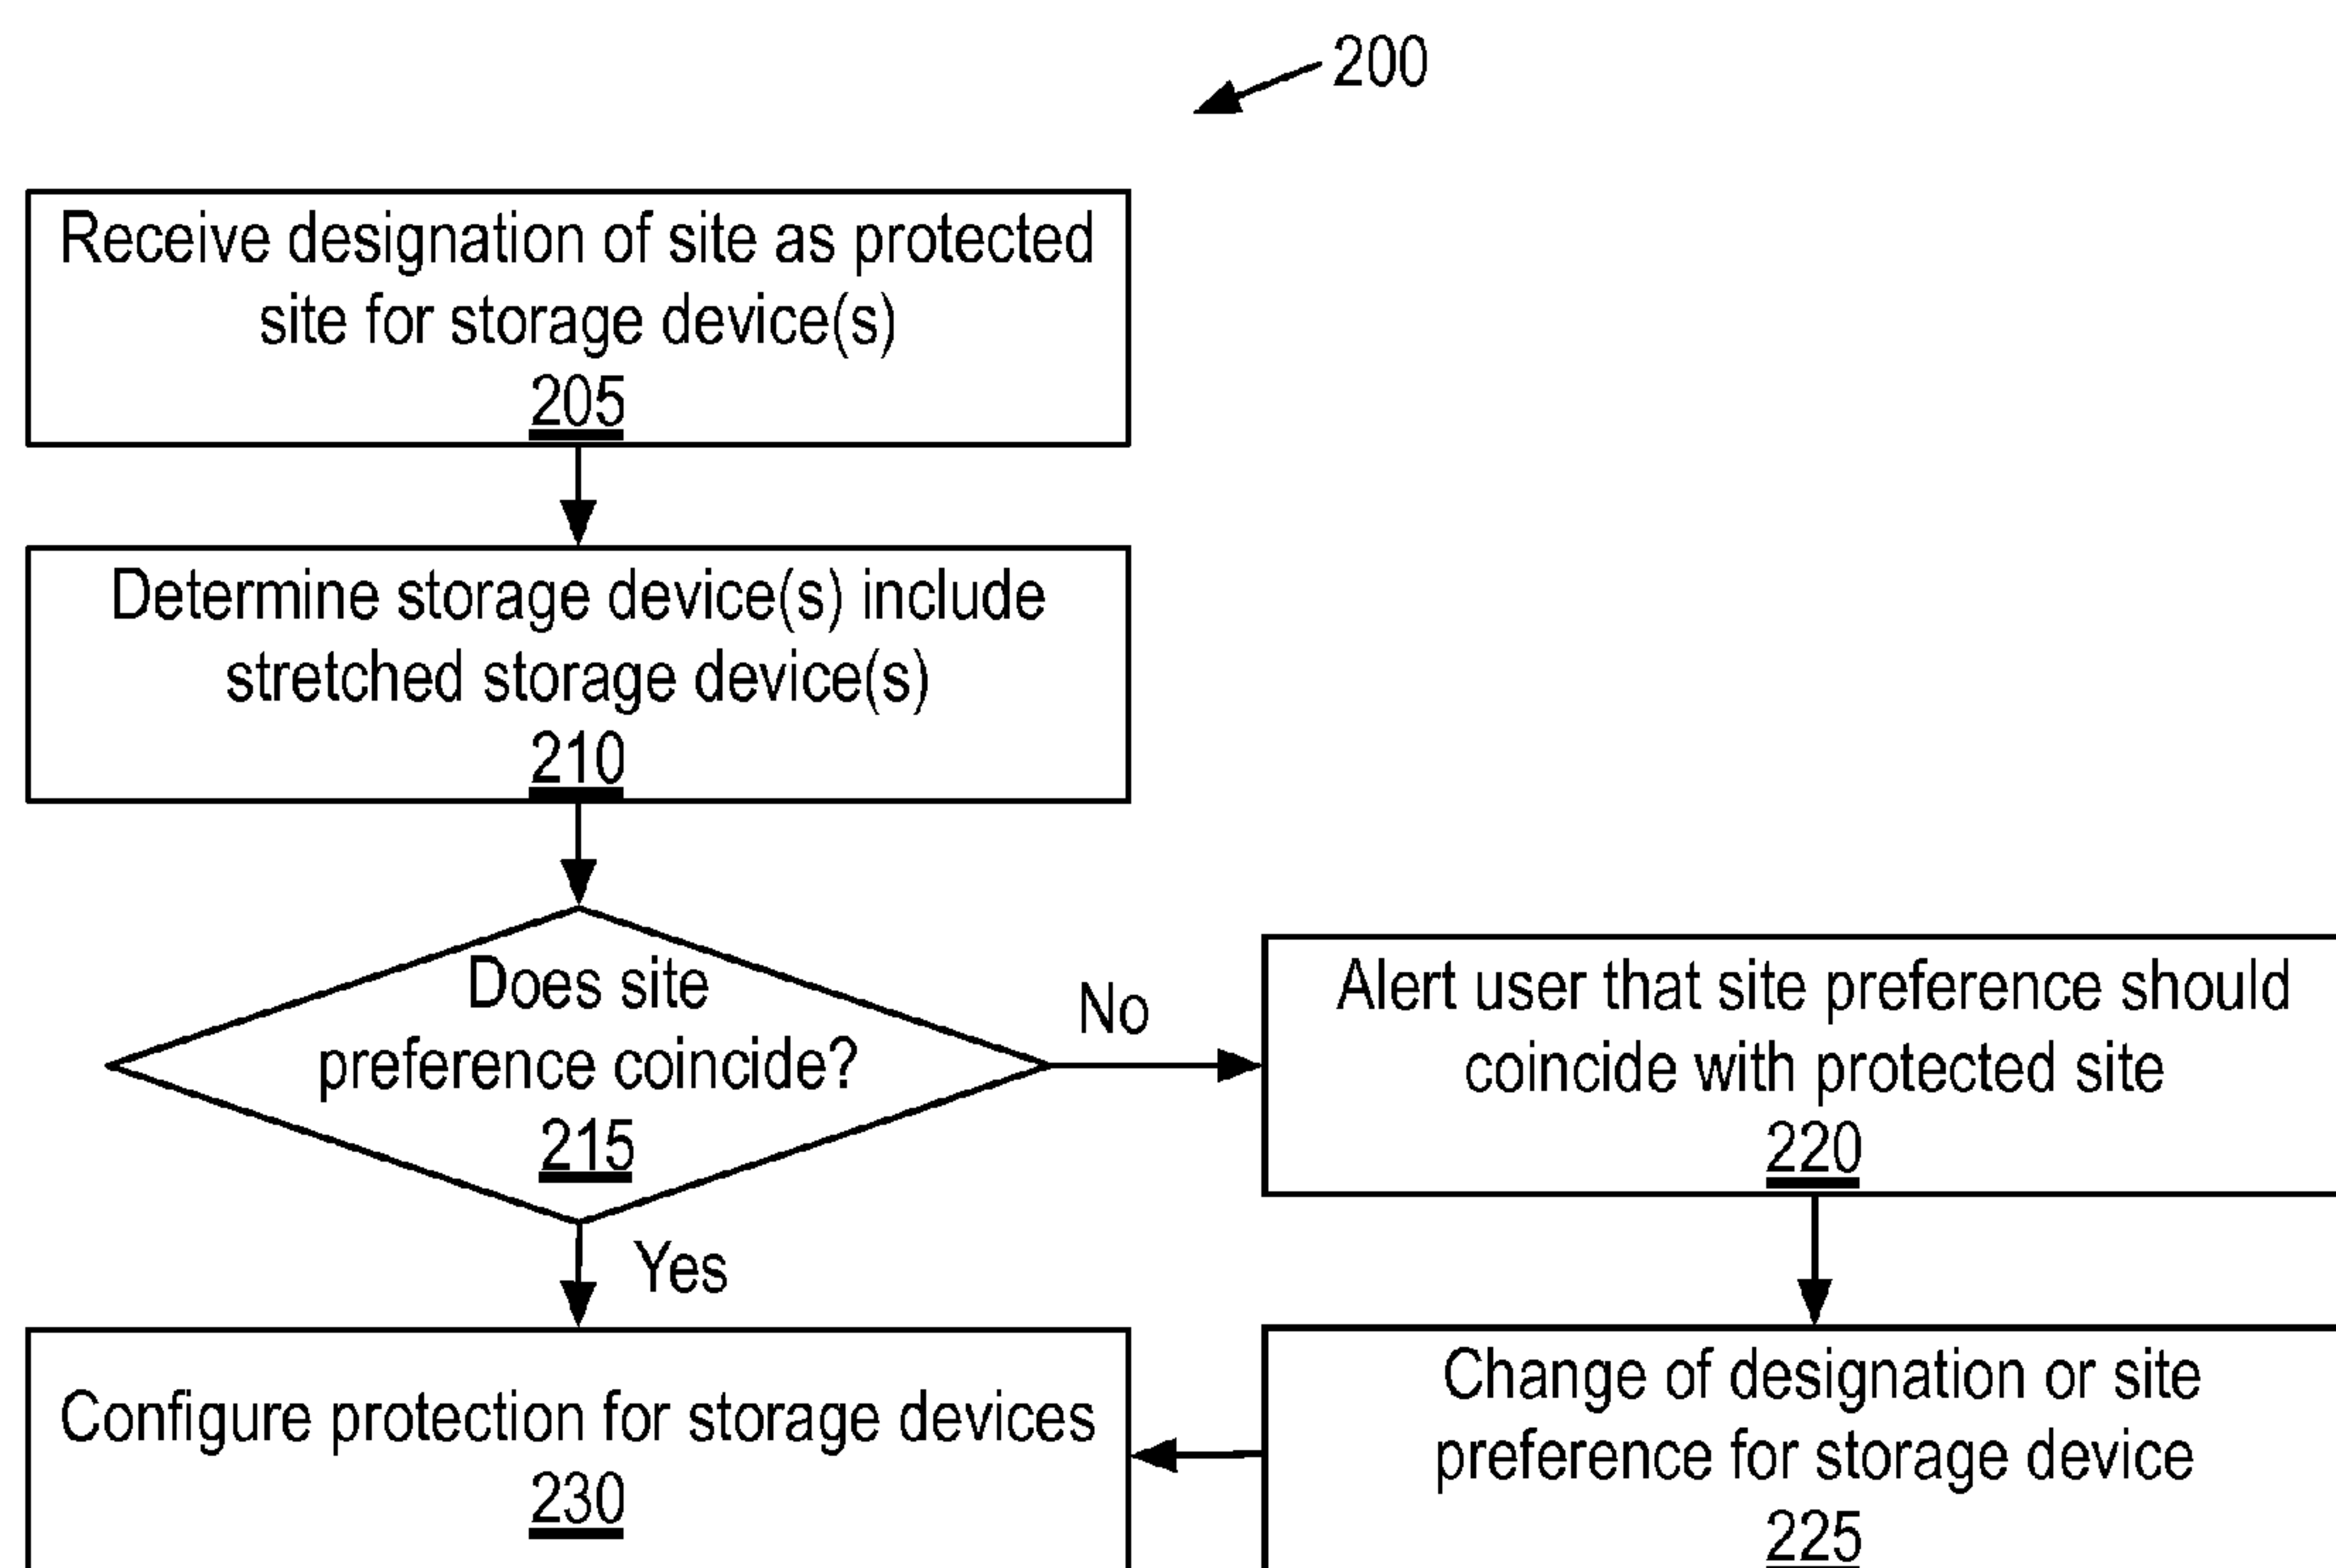 200
Receive designation of site as protected
site for storage device(s)
205
Determine storage device(s) include
stretched storage device(s)
210
Does site
preference coincide?
215
No
Alert user that site preference should
coincide with protected site
220
Yes
Configure protection for storage devices
230
Change of designation or site
preference for storage device
225